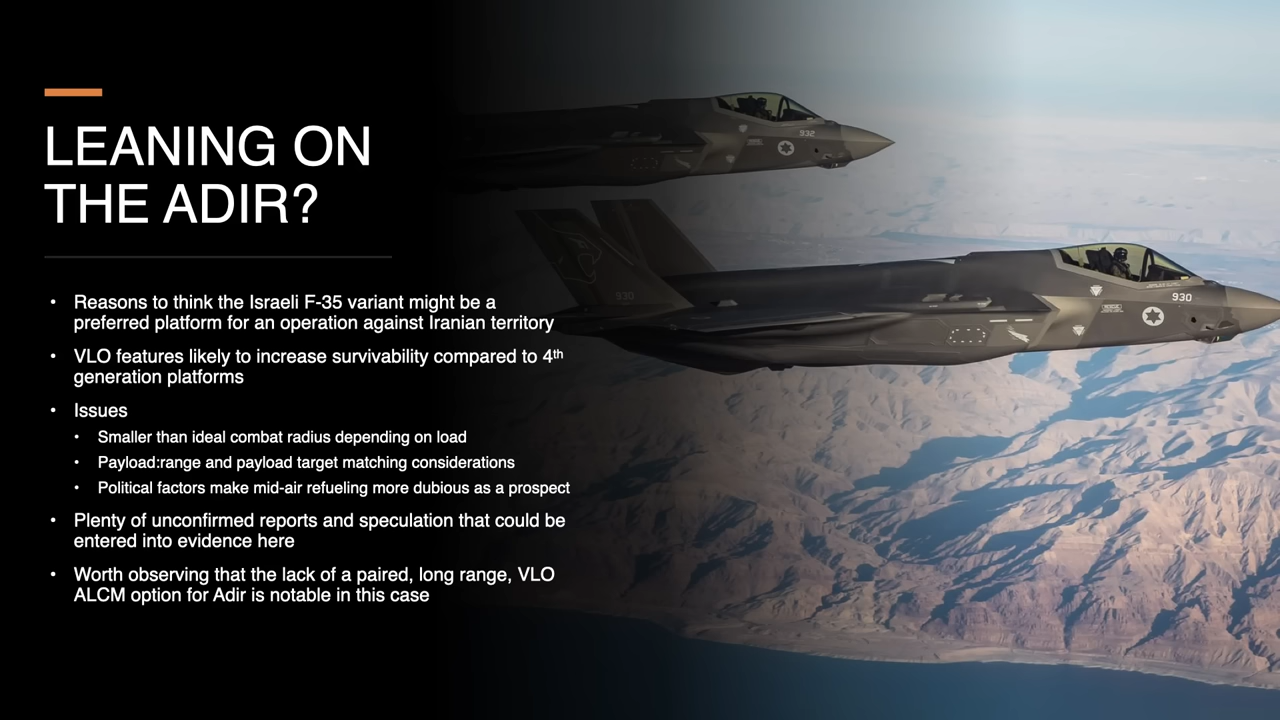 LEANING ON
THE ADIR?
• Reasons to think the Israeli F-35 variant might be a
preferred platform for an operation against Iranian territory
• VLO features likely to increase survivability compared to 4th
generation platforms
• Issues
• Smaller than ideal combat radius depending on load
• Payload:range and payload target matching considerations
• Political factors make mid-air refueling more dubious as a prospect
• Plenty of unconfirmed reports and speculation that could be
entered into evidence here
• Worth observing that the lack of a paired, long range, VLO
ALCM option for Adir is notable in this case
932
930
930